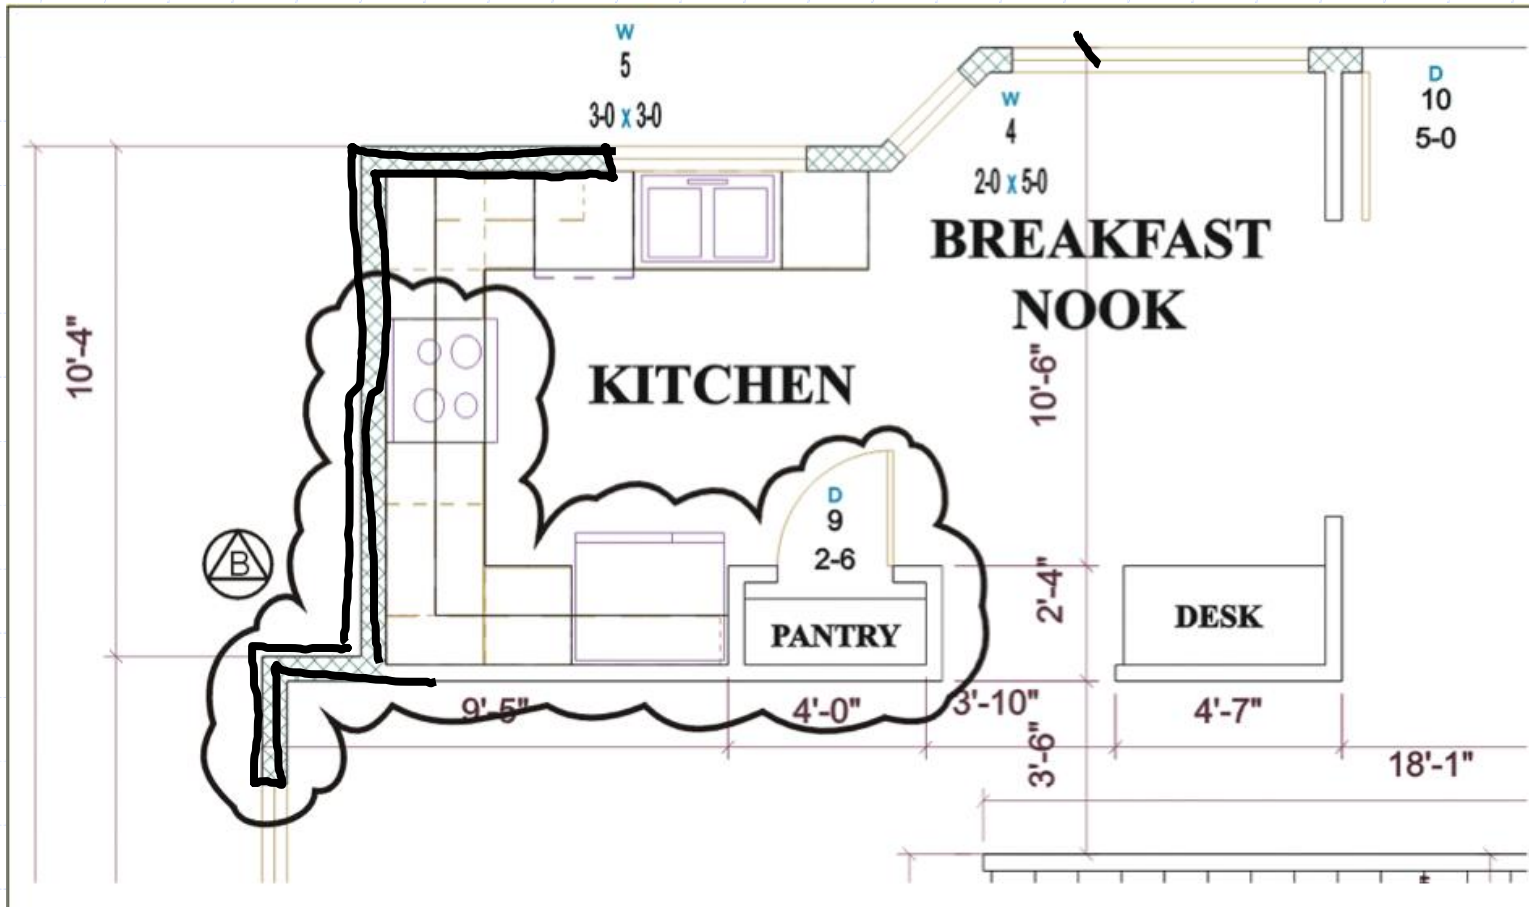 W
5
3-0 x 3-0
D
10
5-0
W
4
2-0 x 5-0
BREAKFAST
NOOK
10'-4"
KITCHEN
10'-6"
D
9
2-6
B
2'-4"
PANTRY
DESK
9'-5"
4'-0"
3'-10"
4'-7"
3'-6"
18'-1"